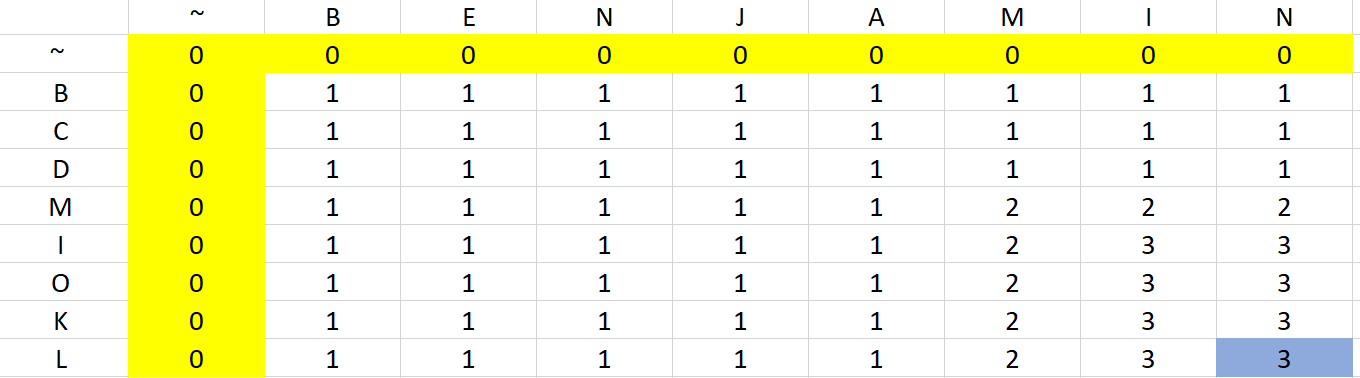 ~ B E N J A M I N
~ 0 0 0 0 0 0 0 0 0
B 0 1 1 1 1 1 1 1 1
C 0 1 1 1 1 1 1 1 1
D 0 1 1 1 1 1 1 1 1
M 0 1 1 1 1 1 2 2 2
I 0 1 1 1 1 1 2 3 3
O 0 1 1 1 1 1 2 3 3
K 0 1 1 1 1 1 2 3 3
L 0 1 1 1 1 1 2 3 3